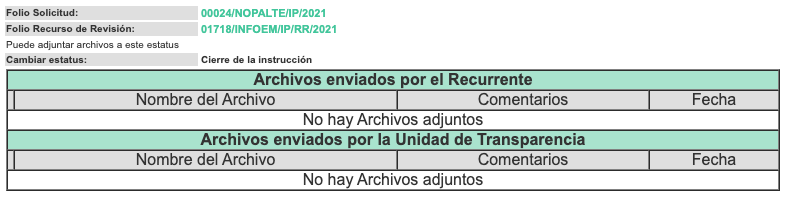 Folio Solicitud: 00024/NOPALTE/IP/2021
Folio Recurso de Revisión: 01718/INFOEM/IP/RR/2021
Puede adjuntar archivos a este estatus
Cambiar estatus: Cierre de la instrucción
Archivos enviados por el Recurrente
Nombre del Archivo Comentarios Fecha
No hay Archivos adjuntos
Archivos enviados por la Unidad de Transparencia
Nombre del Archivo Comentarios Fecha
No hay Archivos adjuntos